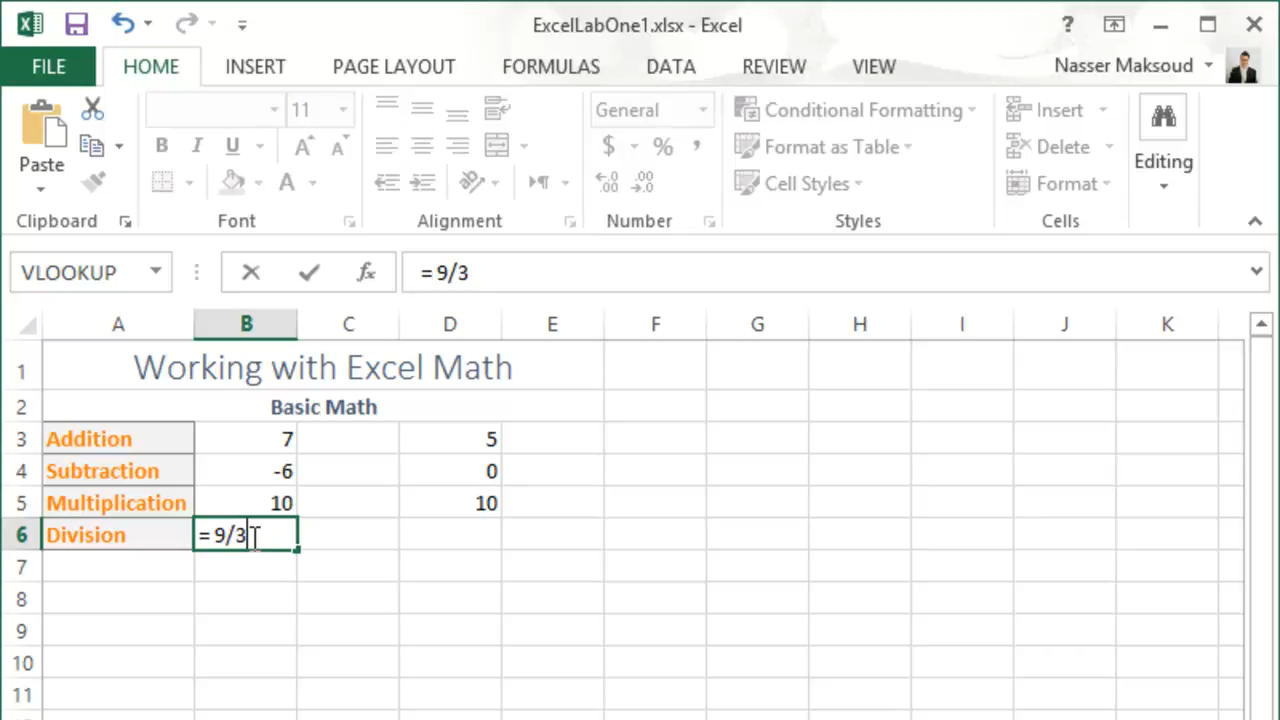 ExcelLabOne1.xlsx - Excel
?
FILE HOME INSERT PAGE LAYOUT FORMULAS DATA REVIEW VIEW Nasser Maksoud
11 General Conditional Formatting Insert
Paste B I U A A $ % , Format as Table Delete Editing
A .00 .00 Cell Styles Format
Clipboard Font Alignment Number Styles Cells
VLOOKUP fx = 9/3
A B C D E F G H I J K
1 Working with Excel Math
2 Basic Math
3 Addition 7 5
4 Subtraction -6 0
5 Multiplication 10 10
6 Division = 9/3
7
8
9
10
11